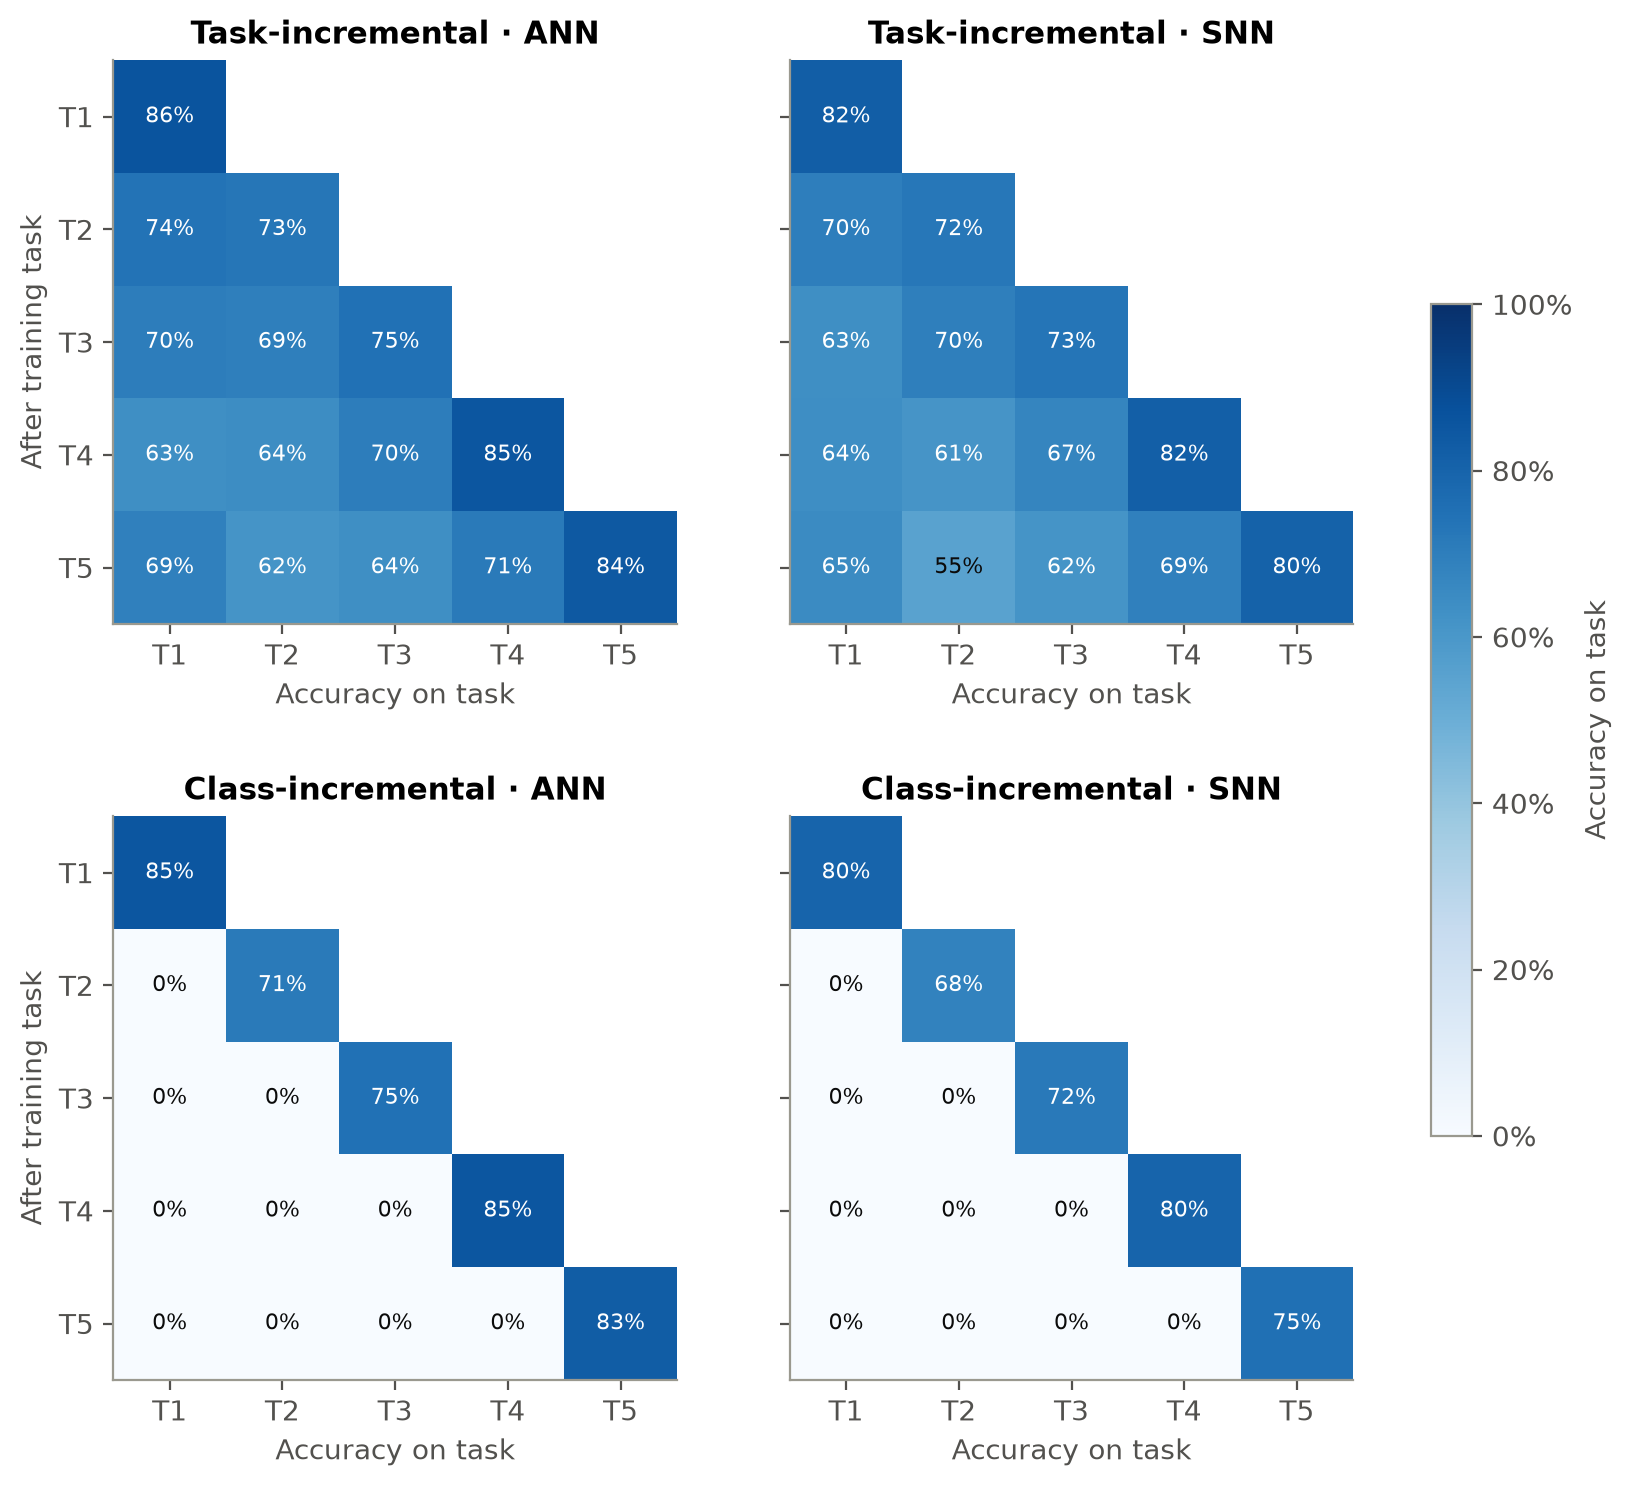 Task-incremental · ANN
Task-incremental · SNN
After training task
T1
86%
82%
T2
74% 73%
70% 72%
T3
70% 69% 75%
63% 70% 73%
T4
63% 64% 70% 85%
64% 61% 67% 82%
T5
69% 62% 64% 71% 84%
65% 55% 62% 69% 80%
T1 T2 T3 T4 T5
T1 T2 T3 T4 T5
Accuracy on task
Accuracy on task
Class-incremental · ANN
Class-incremental · SNN
After training task
T1
85%
80%
T2
0% 71%
0% 68%
T3
0% 0% 75%
0% 0% 72%
T4
0% 0% 0% 85%
0% 0% 0% 80%
T5
0% 0% 0% 0% 83%
0% 0% 0% 0% 75%
T1 T2 T3 T4 T5
T1 T2 T3 T4 T5
Accuracy on task
Accuracy on task
100%
80%
60%
40%
20%
0%
Accuracy on task